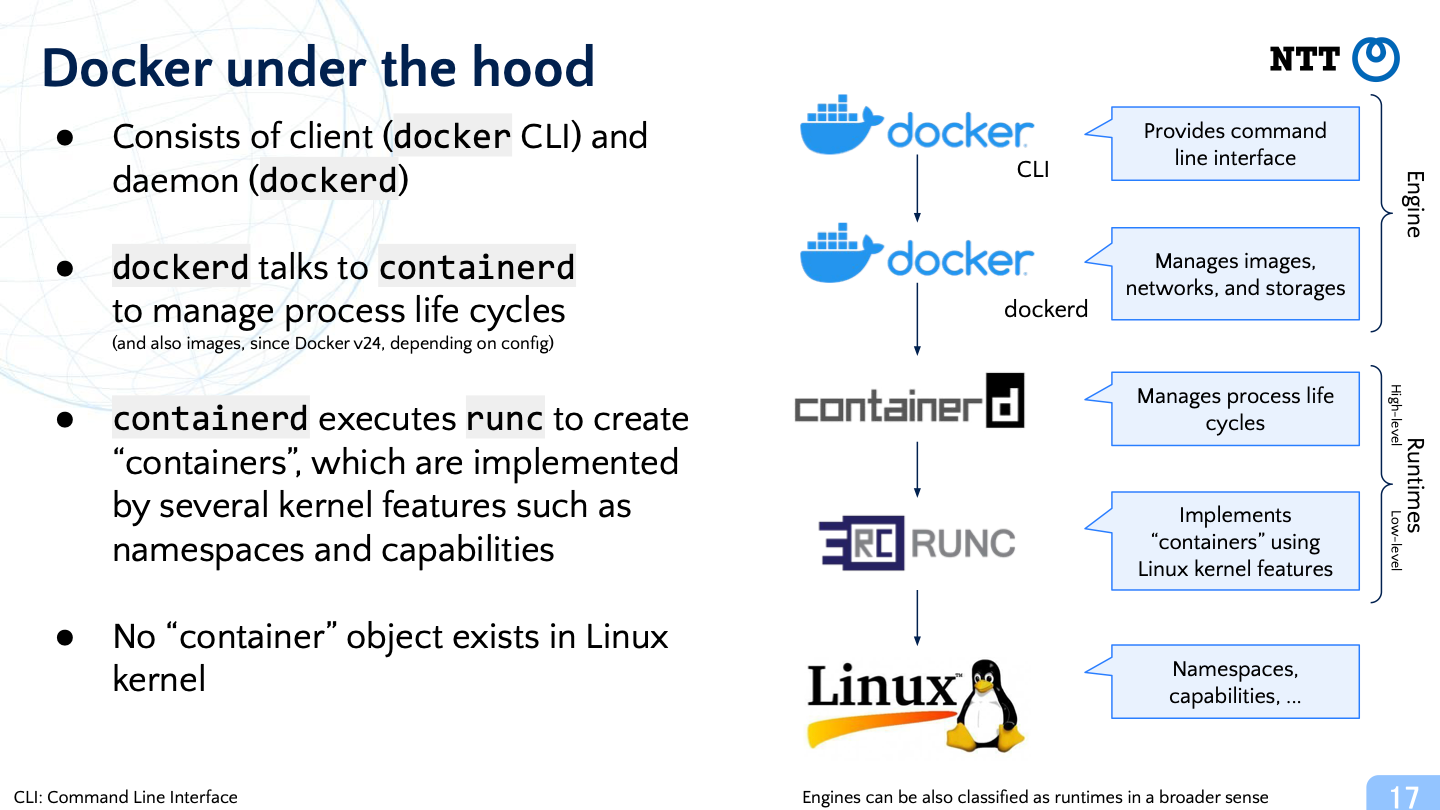 Docker under the hood
NTT
● Consists of client (docker CLI) and
daemon (dockerd)
● dockerd talks to containerd
to manage process life cycles
(and also images, since Docker v24, depending on config)
● containerd executes runc to create
“containers”, which are implemented
by several kernel features such as
namespaces and capabilities
● No “container” object exists in Linux
kernel
docker
CLI
Provides command
line interface
docker
dockerd
Manages images,
networks, and storages
Engine
containerd
Manages process life
cycles
High-level
RC RUNC
Implements
“containers” using
Linux kernel features
Low-level
Runtimes
Linux™
Namespaces,
capabilities, ...
CLI: Command Line Interface
Engines can be also classified as runtimes in a broader sense
17